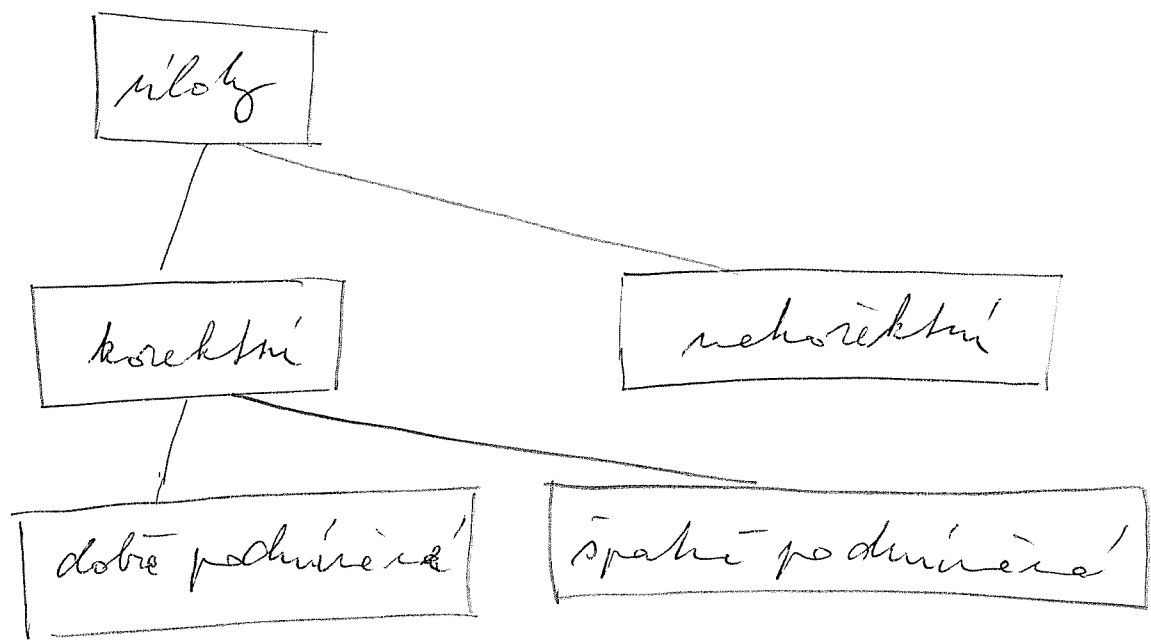 úlohy
korektní
nekorektní
dobře podmíněné
špatně podmíněné